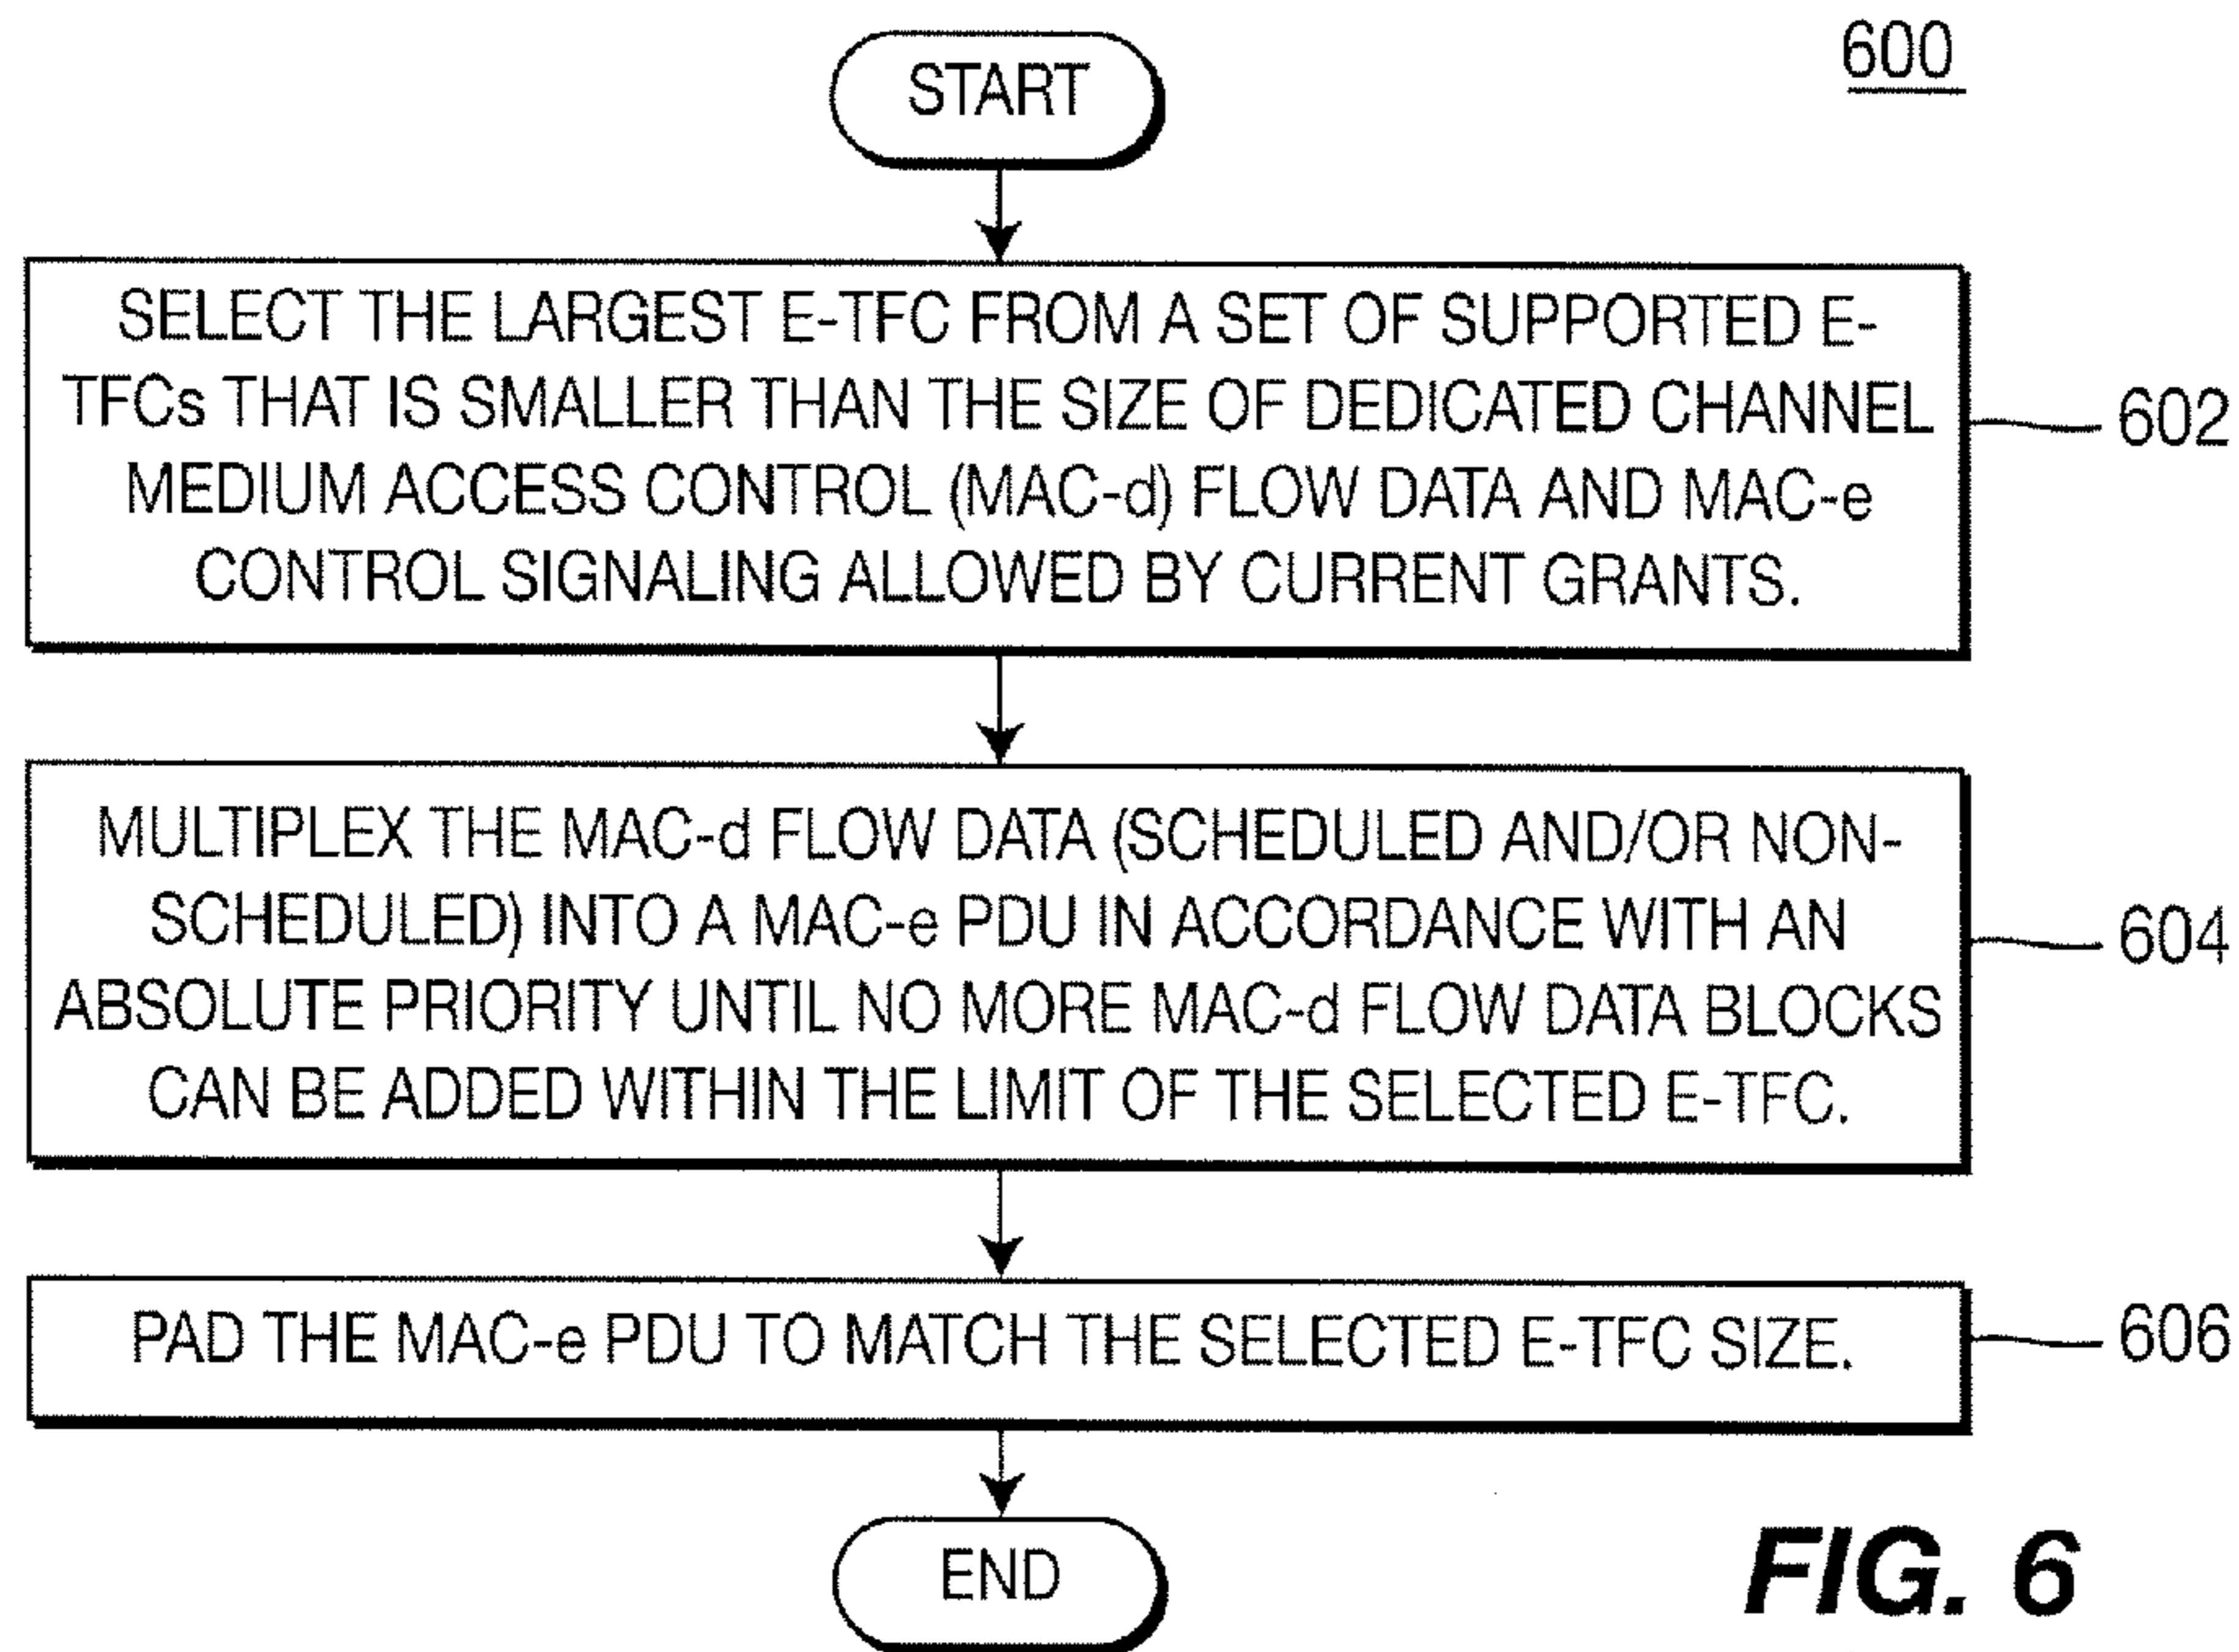 600
START
SELECT THE LARGEST E-TFC FROM A SET OF SUPPORTED E-
TFCs THAT IS SMALLER THAN THE SIZE OF DEDICATED CHANNEL
MEDIUM ACCESS CONTROL (MAC-d) FLOW DATA AND MAC-e
CONTROL SIGNALING ALLOWED BY CURRENT GRANTS.
602
MULTIPLEX THE MAC-d FLOW DATA (SCHEDULED AND/OR NON-
SCHEDULED) INTO A MAC-e PDU IN ACCORDANCE WITH AN
ABSOLUTE PRIORITY UNTIL NO MORE MAC-d FLOW DATA BLOCKS
CAN BE ADDED WITHIN THE LIMIT OF THE SELECTED E-TFC.
604
PAD THE MAC-e PDU TO MATCH THE SELECTED E-TFC SIZE.
606
END
FIG. 6